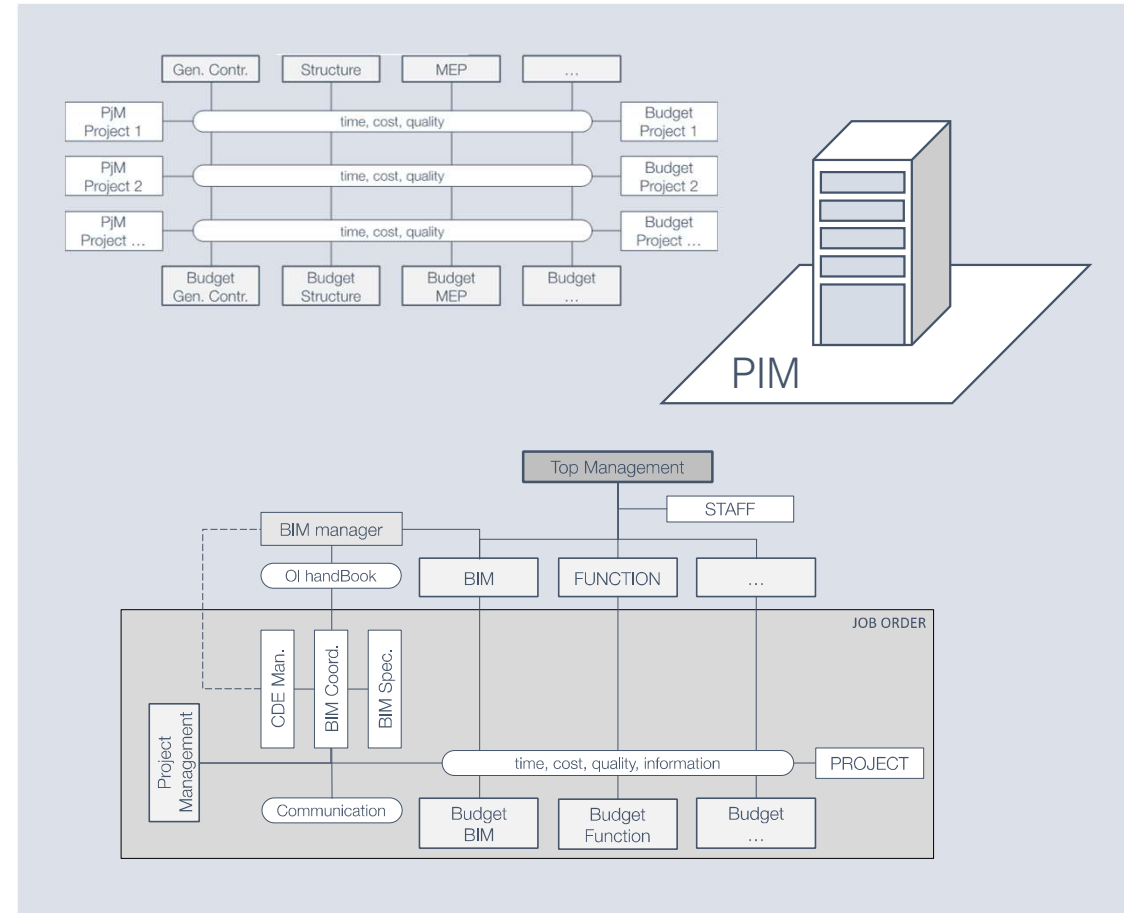 Gen. Contr.
Structure
MEP
...
PjM
Project 1
time, cost, quality
Budget
Project 1
PjM
Project 2
time, cost, quality
Budget
Project 2
PjM
Project ...
time, cost, quality
Budget
Project ...
Budget
Gen. Contr.
Budget
Structure
Budget
MEP
Budget
...
PIM
Top Management
STAFF
BIM manager
OI handBook
BIM
FUNCTION
...
JOB ORDER
CDE Man.
BIM Coord.
BIM Spec.
Project
Management
time, cost, quality, information
PROJECT
Communication
Budget
BIM
Budget
Function
Budget
...